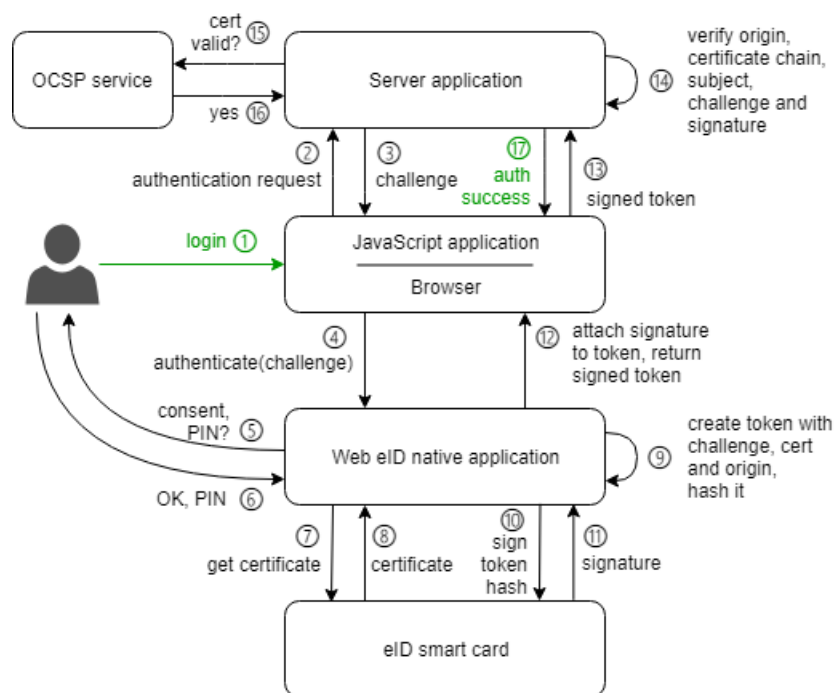 cert
valid? ⑮
OCSP service
yes ⑯
Server application
⑭
verify origin,
certificate chain,
subject,
challenge and
signature
②
authentication request
③
challenge
⑰
auth
success
⑬
signed token
login ①
JavaScript application
Browser
④
authenticate(challenge)
⑫
attach signature
to token, return
signed token
consent,
PIN? ⑤
OK, PIN ⑥
Web eID native application
⑨
create token with
challenge, cert
and origin,
hash it
⑦
get certificate
⑧
certificate
⑩
sign
token
hash
⑪
signature
eID smart card